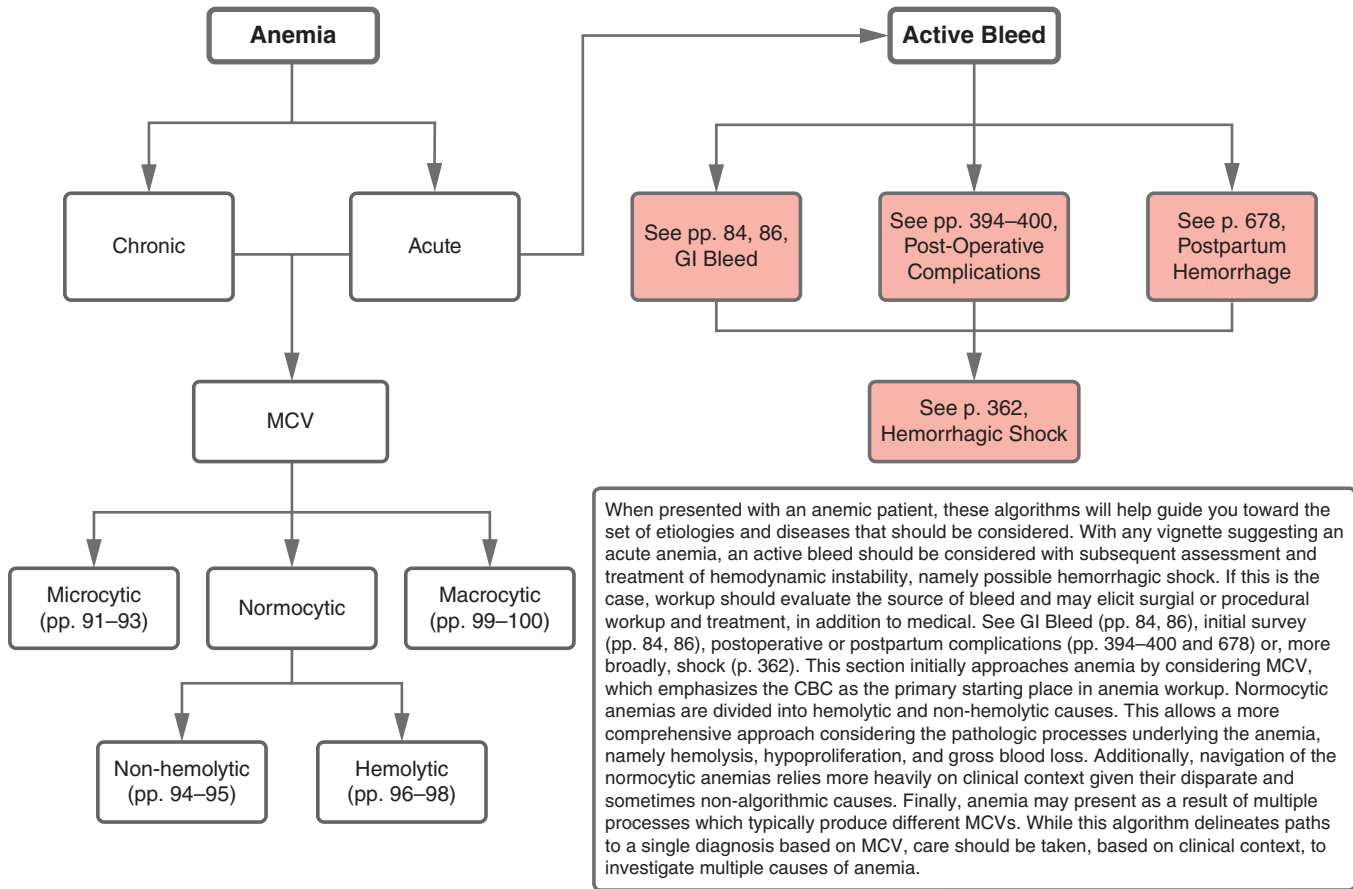 Anemia
Active Bleed
Chronic
Acute
See pp. 84, 86,
GI Bleed
See pp. 394–400,
Post-Operative
Complications
See p. 678,
Postpartum
Hemorrhage
MCV
See p. 362,
Hemorrhagic Shock
Microcytic
(pp. 91–93)
Normocytic
Macrocytic
(pp. 99–100)
Non-hemolytic
(pp. 94–95)
Hemolytic
(pp. 96–98)
When presented with an anemic patient, these algorithms will help guide you toward the
set of etiologies and diseases that should be considered. With any vignette suggesting an
acute anemia, an active bleed should be considered with subsequent assessment and
treatment of hemodynamic instability, namely possible hemorrhagic shock. If this is the
case, workup should evaluate the source of bleed and may elicit surgial or procedural
workup and treatment, in addition to medical. See GI Bleed (pp. 84, 86), initial survey
(pp. 84, 86), postoperative or postpartum complications (pp. 394–400 and 678) or, more
broadly, shock (p. 362). This section initially approaches anemia by considering MCV,
which emphasizes the CBC as the primary starting place in anemia workup. Normocytic
anemias are divided into hemolytic and non-hemolytic causes. This allows a more
comprehensive approach considering the pathologic processes underlying the anemia,
namely hemolysis, hypoproliferation, and gross blood loss. Additionally, navigation of the
normocytic anemias relies more heavily on clinical context given their disparate and
sometimes non-algorithmic causes. Finally, anemia may present as a result of multiple
processes which typically produce different MCVs. While this algorithm delineates paths
to a single diagnosis based on MCV, care should be taken, based on clinical context, to
investigate multiple causes of anemia.